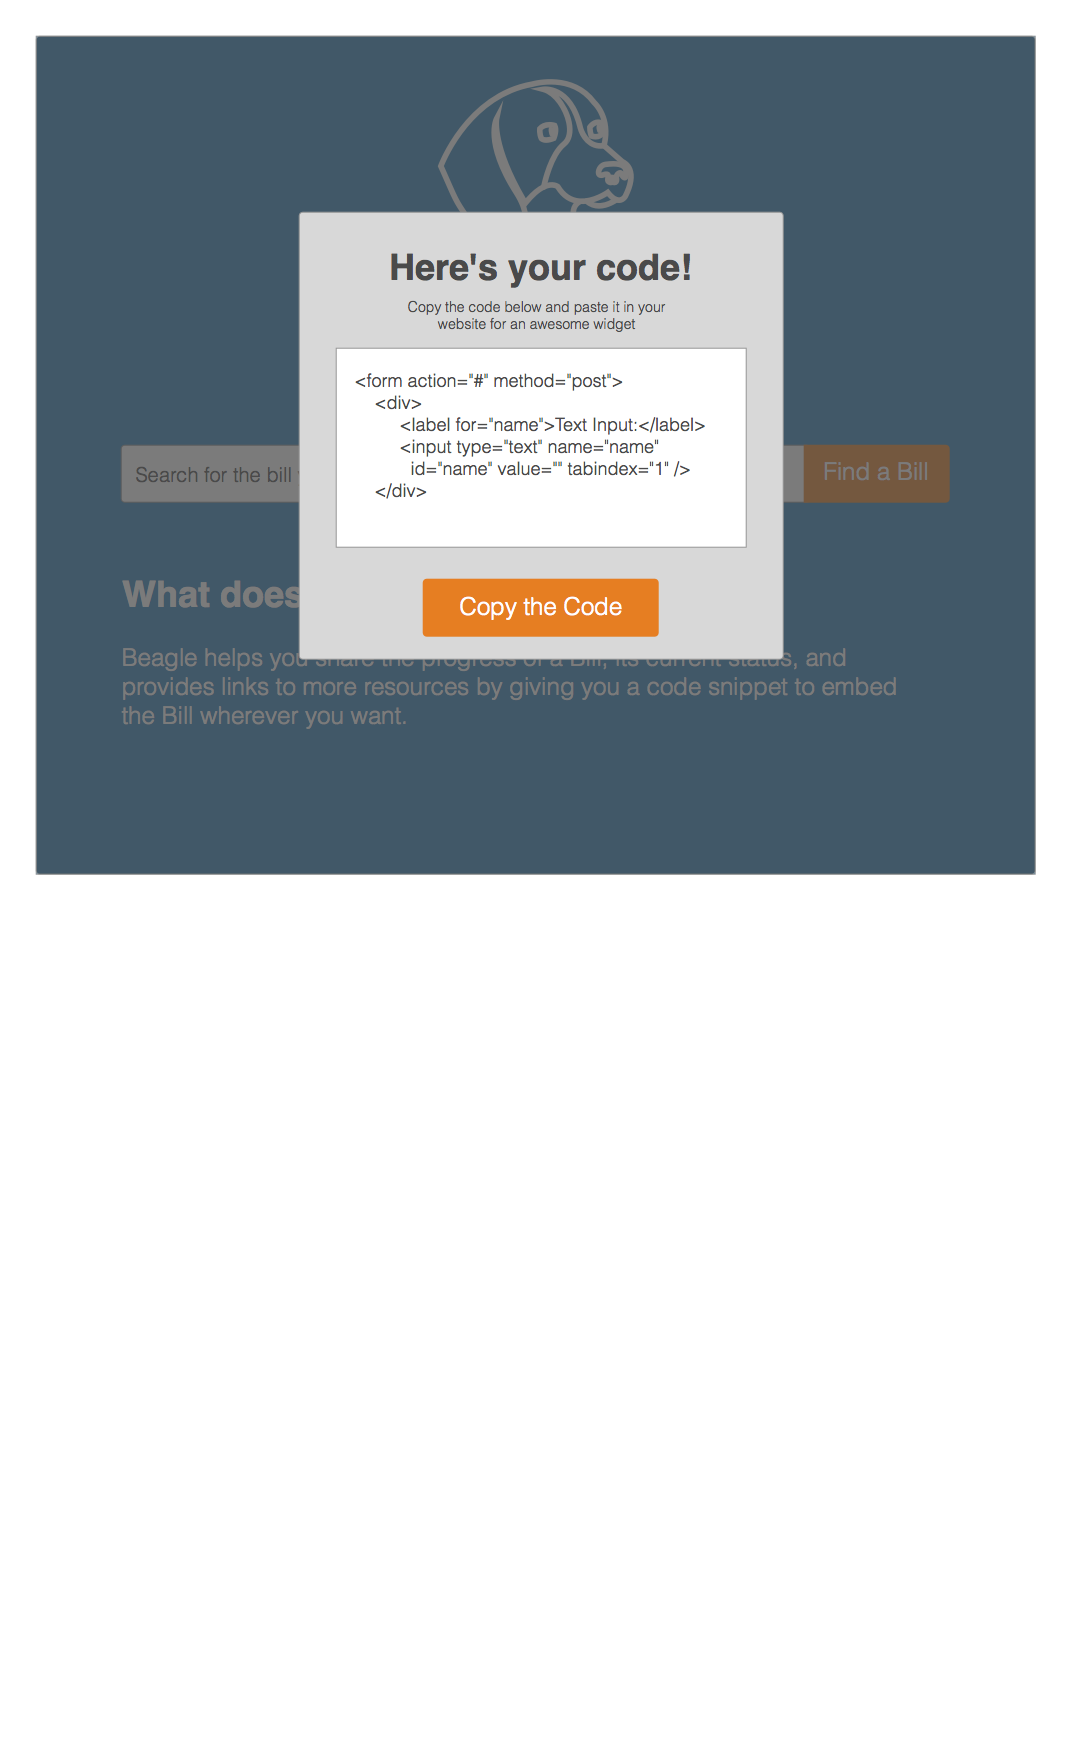 Here's your code!
Copy the code below and paste it in your
website for an awesome widget
<form action="#" method="post">
<div>
<label for="name">Text Input:</label>
<input type="text" name="name"
id="name" value="" tabindex="1" />
</div>
Search for the bill
Find a Bill
Copy the Code
What does
Beagle helps you share the progress of a Bill, its current status, and
provides links to more resources by giving you a code snippet to embed
the Bill wherever you want.